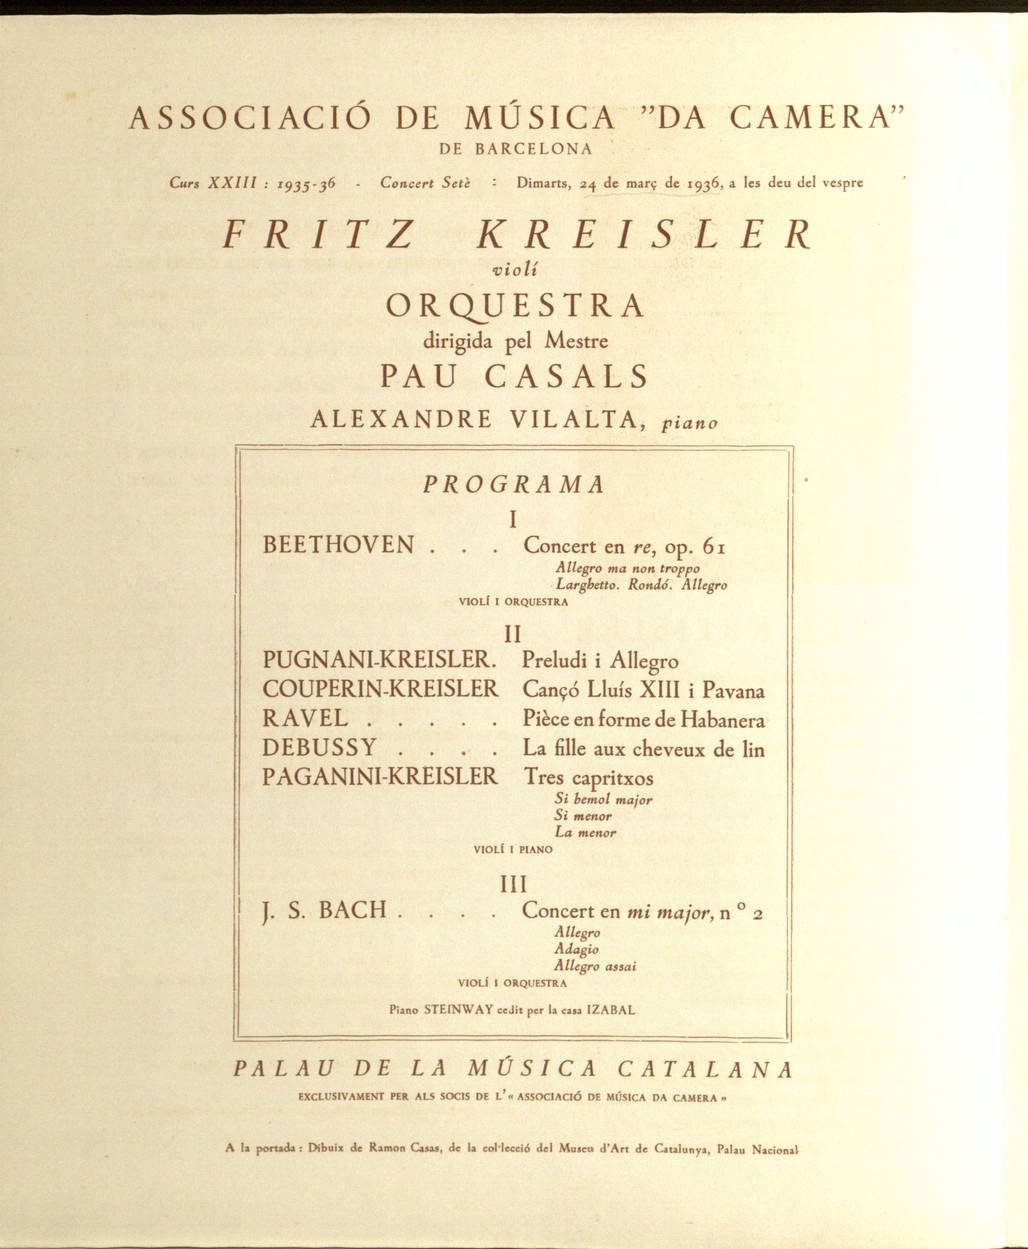 ASSOCIACIÓ DE MÚSICA ”DA CAMERA”
DE BARCELONA
Curs XXIII : 1935-36 - Concert Setè : Dimarts, 24 de març de 1936, a les deu del vespre
FRITZ KREISLER
violí
ORQUESTRA
dirigida pel Mestre
PAU CASALS
ALEXANDRE VILALTA, piano
PROGRAMA
I
BEETHOVEN . . . Concert en re, op. 61
Allegro ma non troppo
Larghetto. Rondó. Allegro
VIOLÍ I ORQUESTRA
II
PUGNANI-KREISLER. Preludi i Allegro
COUPERIN-KREISLER Cançó Lluís XIII i Pavana
RAVEL . . . . . Pièce en forme de Habanera
DEBUSSY . . . . La fille aux cheveux de lin
PAGANINI-KREISLER Tres capritxos
Si bemol major
Si menor
La menor
VIOLÍ I PIANO
III
J. S. BACH . . . . Concert en mi major, n º 2
Allegro
Adagio
Allegro assai
VIOLÍ I ORQUESTRA
Piano STEINWAY cedit per la casa IZABAL
PALAU DE LA MÚSICA CATALANA
EXCLUSIVAMENT PER ALS SOCIS DE L’« ASSOCIACIÓ DE MÚSICA DA CAMERA »
A la portada : Dibuix de Ramon Casas, de la col·lecció del Museu d’Art de Catalunya, Palau Nacional